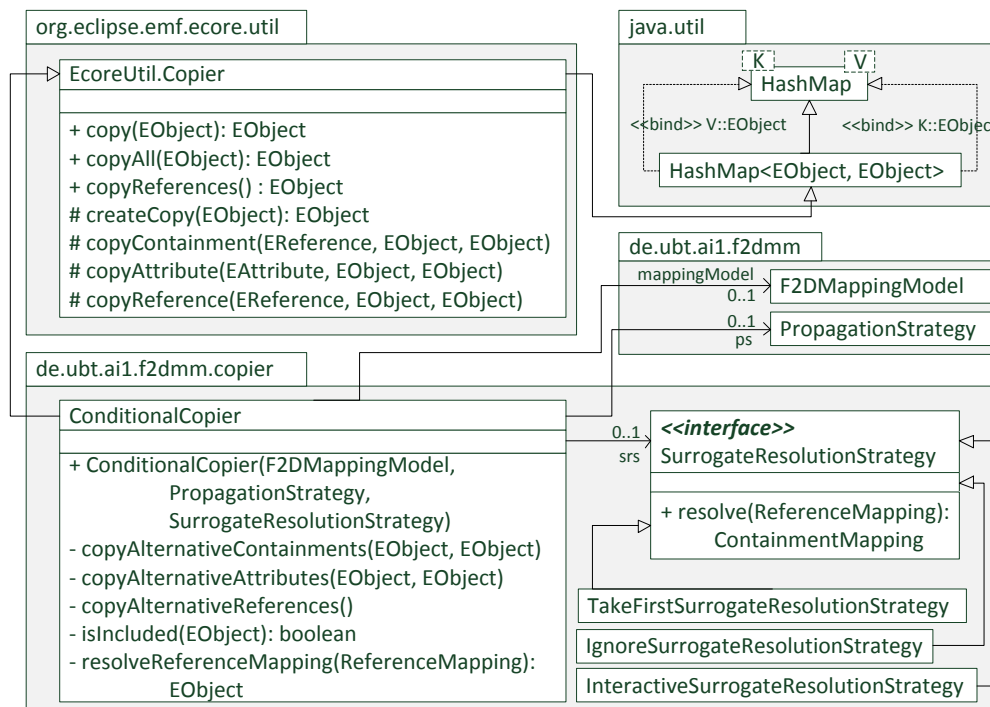 org.eclipse.emf.ecore.util
EcoreUtil.Copier
+ copy(EObject): EObject
+ copyAll(EObject): EObject
+ copyReferences() : EObject
# createCopy(EObject): EObject
# copyContainment(EReference, EObject, EObject)
# copyAttribute(EAttribute, EObject, EObject)
# copyReference(EReference, EObject, EObject)
java.util
K
V
HashMap
<<bind>> V::EObject
<<bind>> K::EObjec
HashMap<EObject, EObject>
de.ubt.ai1.f2dmm
mappingModel
0..1
F2DMappingModel
0..1
ps
PropagationStrategy
de.ubt.ai1.f2dmm.copier
ConditionalCopier
+ ConditionalCopier(F2DMappingModel,
PropagationStrategy,
SurrogateResolutionStrategy)
- copyAlternativeContainments(EObject, EObject)
- copyAlternativeAttributes(EObject, EObject)
- copyAlternativeReferences()
- isIncluded(EObject): boolean
- resolveReferenceMapping(ReferenceMapping):
EObject
0..1
srs
<<interface>>
SurrogateResolutionStrategy
+ resolve(ReferenceMapping):
ContainmentMapping
TakeFirstSurrogateResolutionStrategy
IgnoreSurrogateResolutionStrategy
InteractiveSurrogateResolutionStrategy